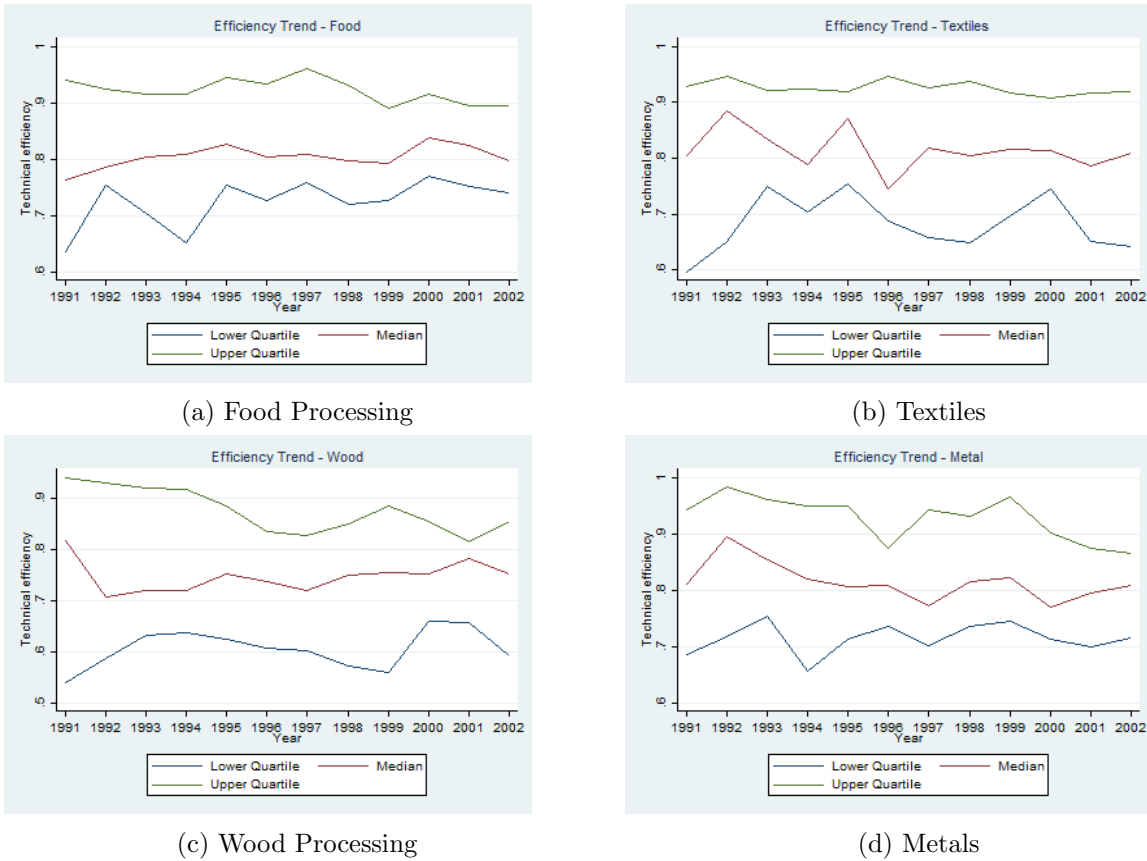 Efficiency Trend - Food
Technical efficiency
1
.9
.8
.7
.6
1991 1992 1993 1994 1995 1996 1997 1998 1999 2000 2001 2002
Year
Lower Quartile Median
Upper Quartile
(a) Food Processing
Efficiency Trend - Textiles
Technical efficiency
1
.9
.8
.7
.6
1991 1992 1993 1994 1995 1996 1997 1998 1999 2000 2001 2002
Year
Lower Quartile Median
Upper Quartile
(b) Textiles
Efficiency Trend - Wood
Technical efficiency
.9
.8
.7
.6
.5
1991 1992 1993 1994 1995 1996 1997 1998 1999 2000 2001 2002
Year
Lower Quartile Median
Upper Quartile
(c) Wood Processing
Efficiency Trend - Metal
Technical efficiency
1
.9
.8
.7
.6
1991 1992 1993 1994 1995 1996 1997 1998 1999 2000 2001 2002
Year
Lower Quartile Median
Upper Quartile
(d) Metals